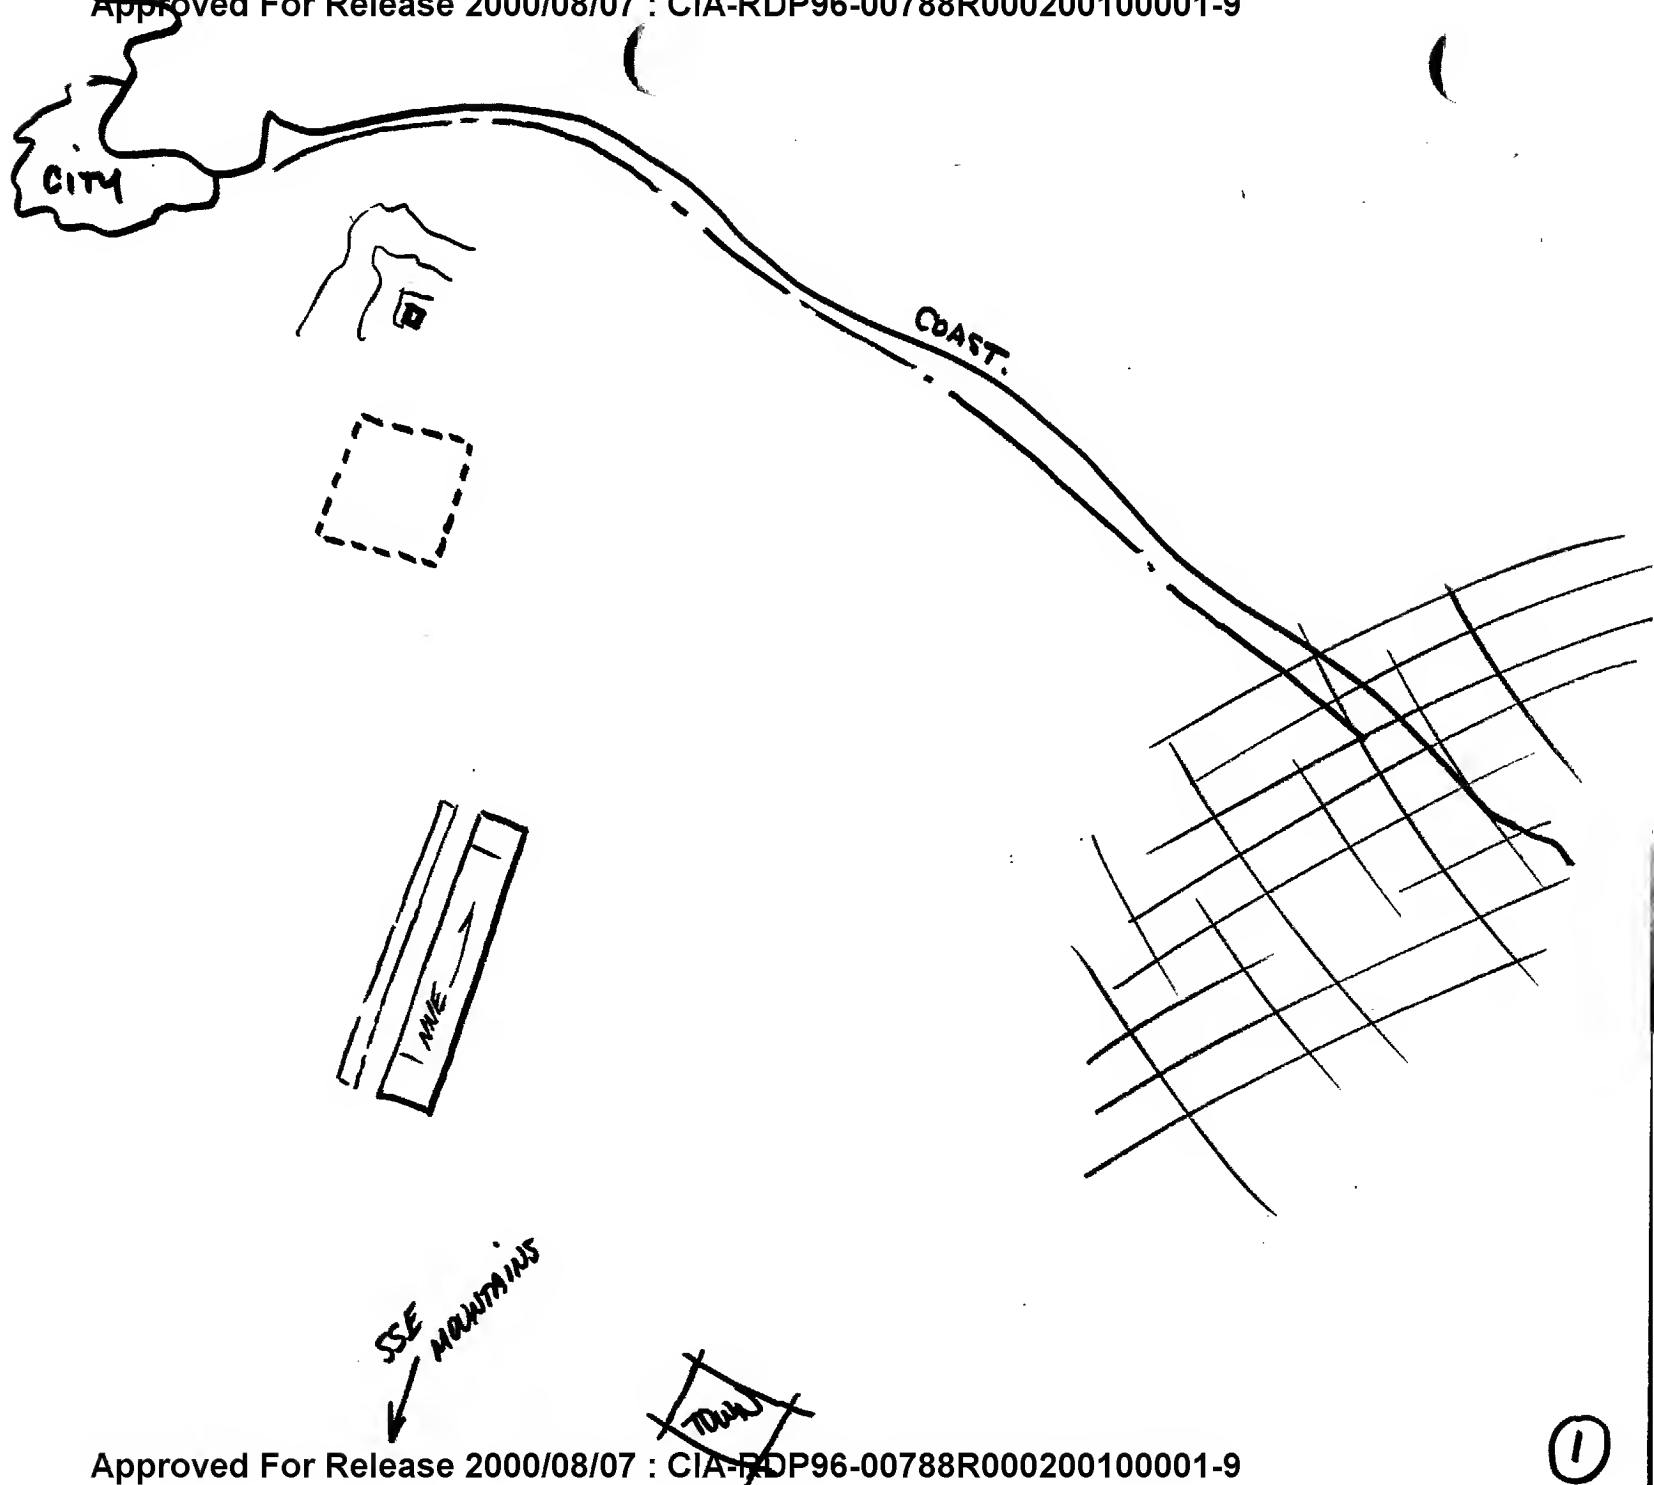 Approved For Release 2000/08/07 : CIA-RDP96-00788R000200100001-9
CITY
COAST.
NNE
SSE
MOUNTAINS
TOWN
Approved For Release 2000/08/07 : CIA-RDP96-00788R000200100001-9
1